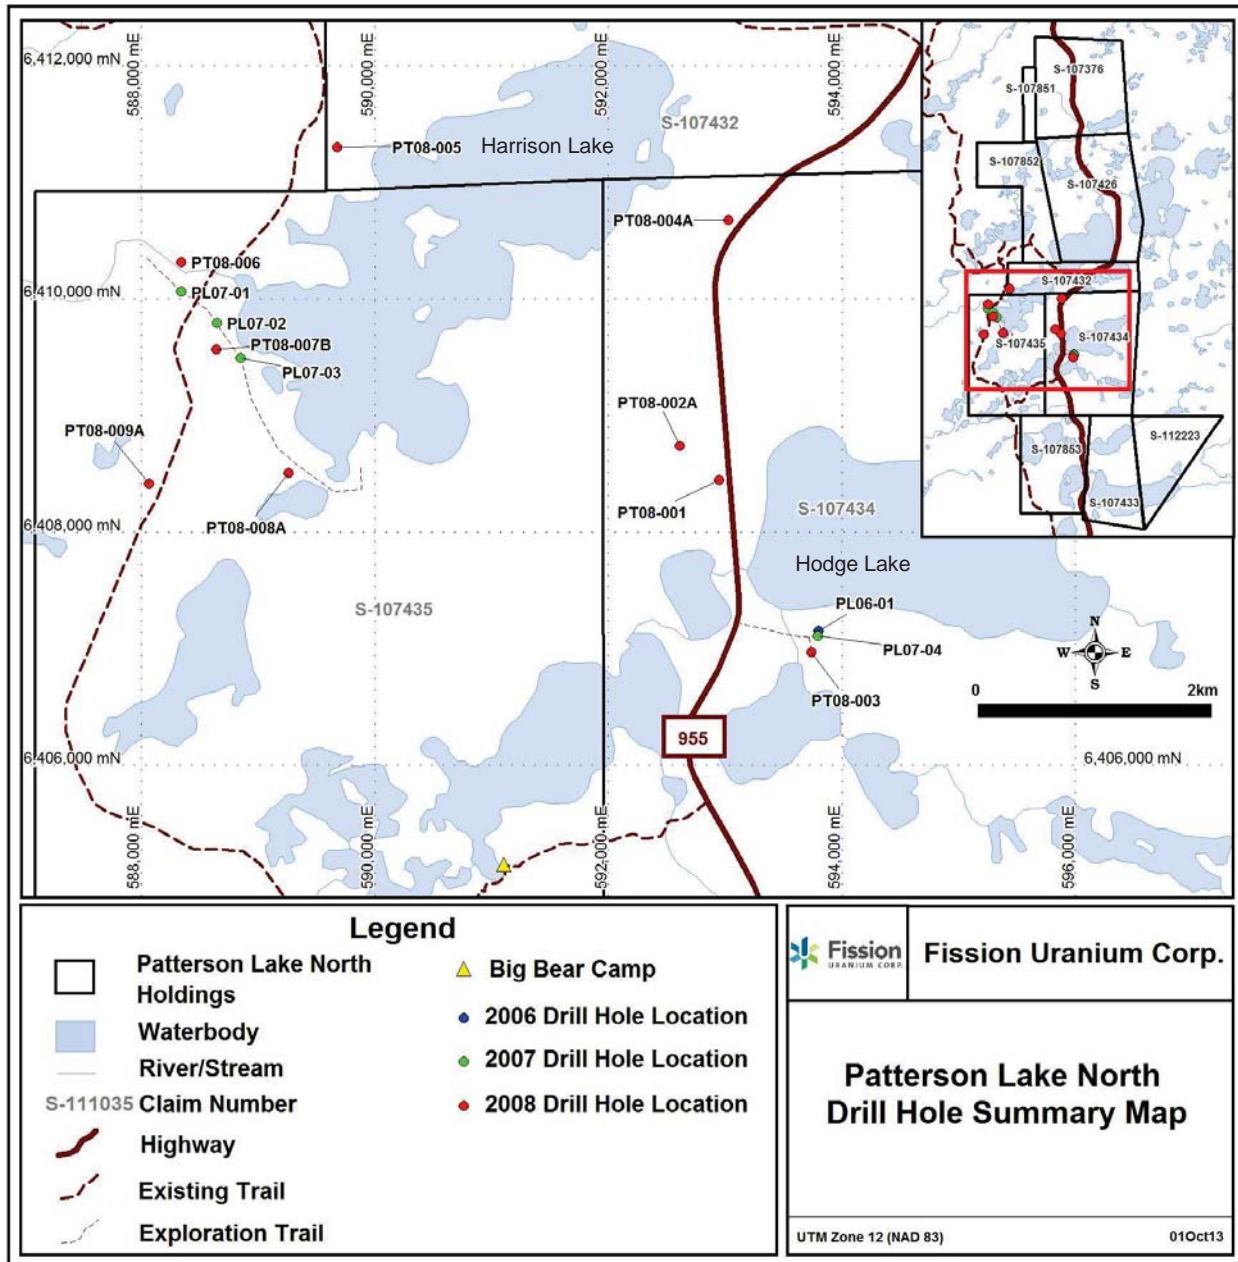 6,412,000 mN
588,000 mE
590,000 mE
592,000 mE
594,000 mE
S-107432
PT08-005
Harrison Lake
PT08-004A
PT08-006
6,410,000 mN
PL07-01
PL07-02
PT08-007B
PL07-03
PT08-009A
PT08-002A
PT08-008A
PT08-001
6,408,000 mN
S-107434
Hodge Lake
S-107435
PL06-01
PL07-04
PT08-003
955
6,406,000 mN
6,406,000 mN
588,000 mE
590,000 mE
592,000 mE
594,000 mE
596,000 mE
N
W E
S
0 2km
S-107376
S-107851
S-107852
S-107426
S-107432
S-107435
S-107434
S-107853
S-112223
S-107433
Legend
Patterson Lake North
Holdings
Waterbody
River/Stream
S-111035 Claim Number
Highway
Existing Trail
Exploration Trail
Big Bear Camp
2006 Drill Hole Location
2007 Drill Hole Location
2008 Drill Hole Location
Fission
URANIUM CORP.
Fission Uranium Corp.
Patterson Lake North
Drill Hole Summary Map
UTM Zone 12 (NAD 83)
01Oct13